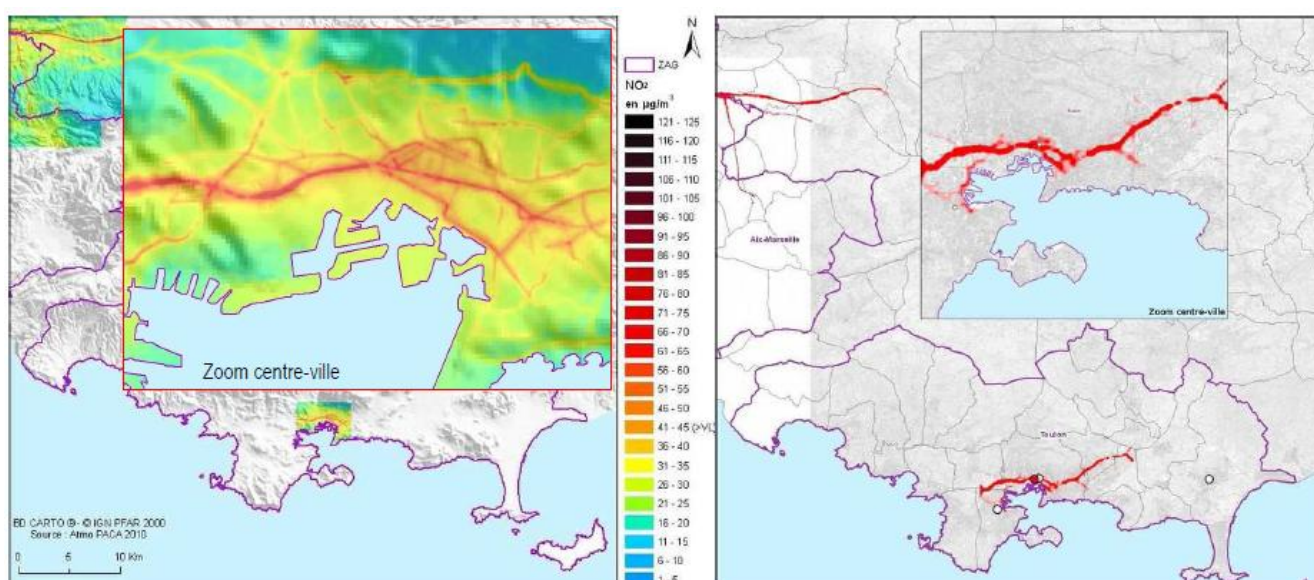 Zoom centre-ville
BD CARTO ® - © IGN PFAR 2000
Source : Atmo PACA 2010
0 5 10 Km
N
ZAG
NO2
en µg/m3
121 - 125
116 - 120
111 - 115
106 - 110
101 - 105
96 - 100
91 - 95
86 - 90
81 - 85
76 - 80
71 - 75
66 - 70
61 - 65
56 - 60
51 - 55
46 - 50
41 - 45 (>VL)
36 - 40
31 - 35
26 - 30
21 - 25
16 - 20
11 - 15
6 - 10
1 - 5
Aix-Marseille
Zoom centre-ville
Toulon